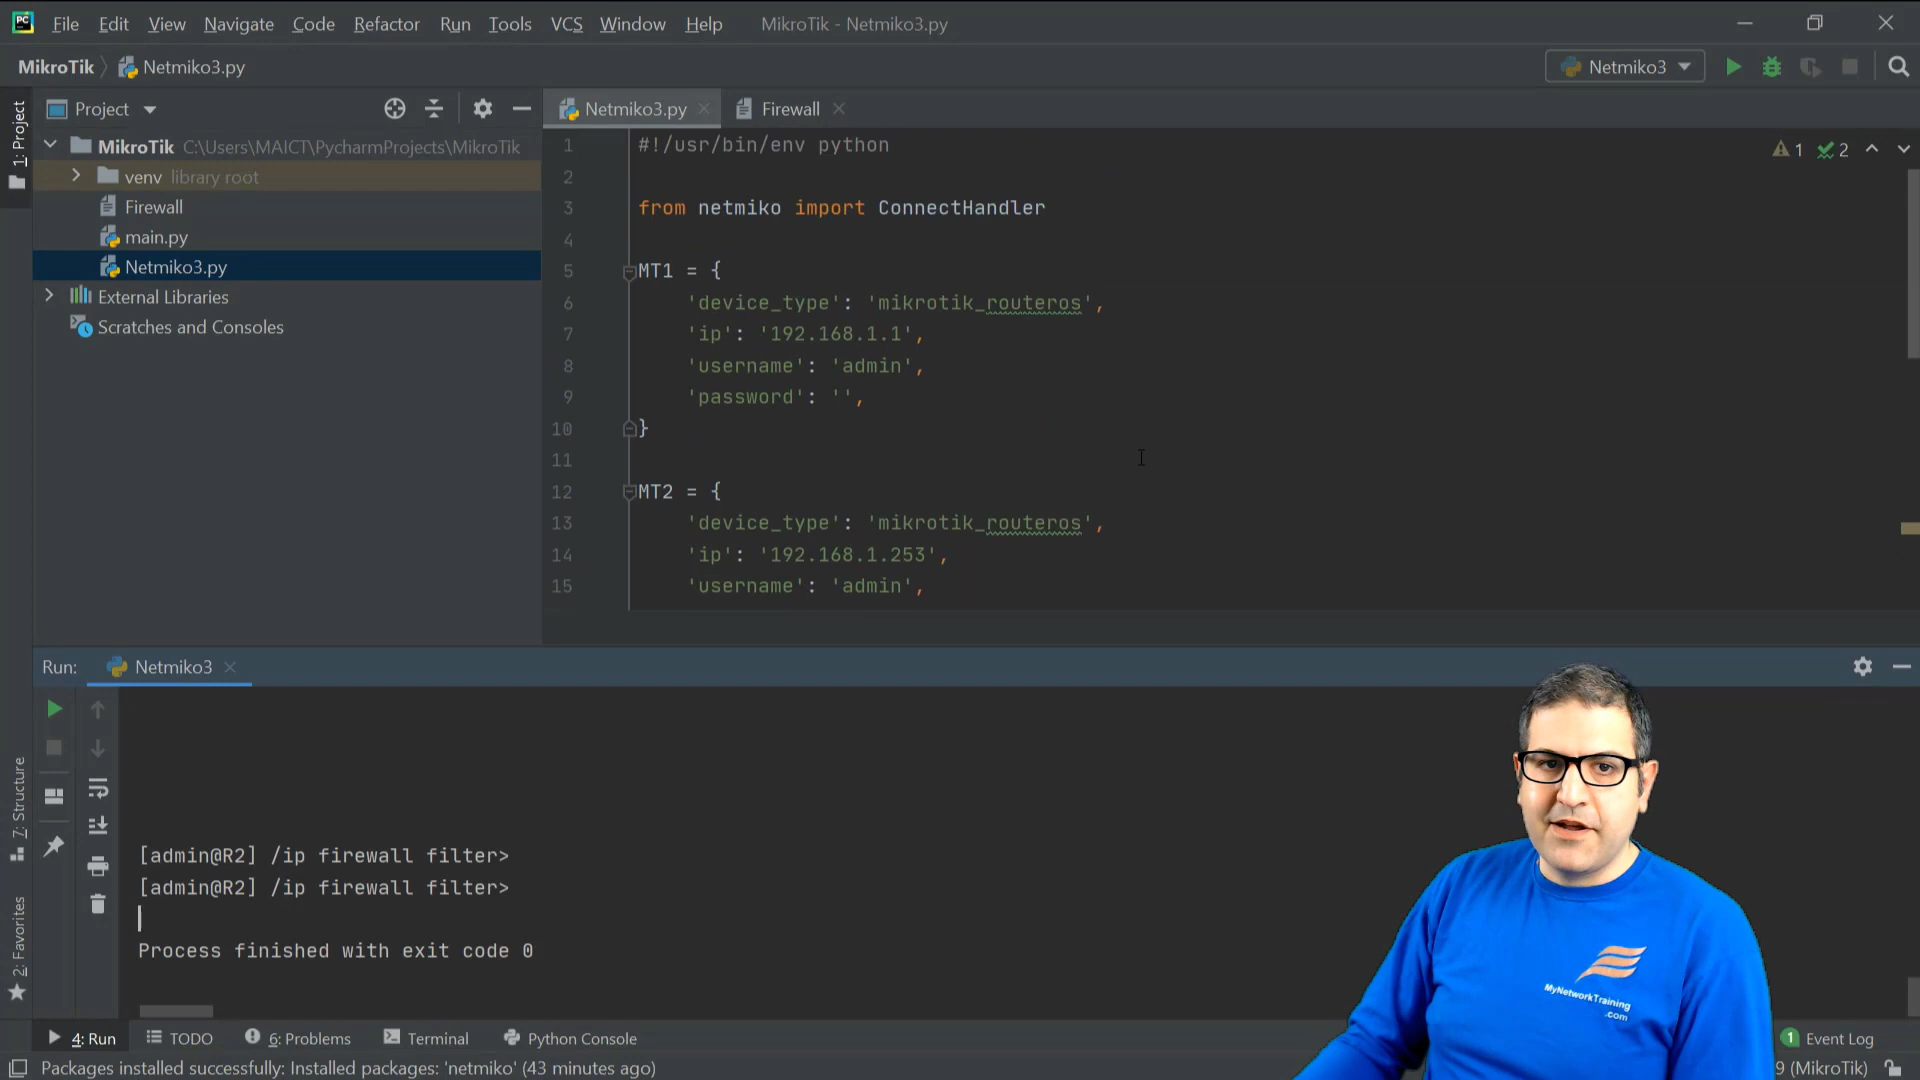 File Edit View Navigate Code Refactor Run Tools VCS Window Help MikroTik - Netmiko3.py
MikroTik Netmiko3.py Netmiko3
1: Project
Project
MikroTik C:\Users\MAICT\PycharmProjects\MikroTik
venv library root
Firewall
main.py
Netmiko3.py
External Libraries
Scratches and Consoles
Netmiko3.py Firewall
1 2
1 #!/usr/bin/env python
2
3 from netmiko import ConnectHandler
4
5 MT1 = {
6 'device_type': 'mikrotik_routeros',
7 'ip': '192.168.1.1',
8 'username': 'admin',
9 'password': '',
10 }
11
12 MT2 = {
13 'device_type': 'mikrotik_routeros',
14 'ip': '192.168.1.253',
15 'username': 'admin',
Run: Netmiko3
7: Structure
2: Favorites
[admin@R2] /ip firewall filter>
[admin@R2] /ip firewall filter>
Process finished with exit code 0
MyNetworkTraining
.com
4: Run TODO 6: Problems Terminal Python Console 1 Event Log
Packages installed successfully: Installed packages: 'netmiko' (43 minutes ago) 9 (MikroTik)